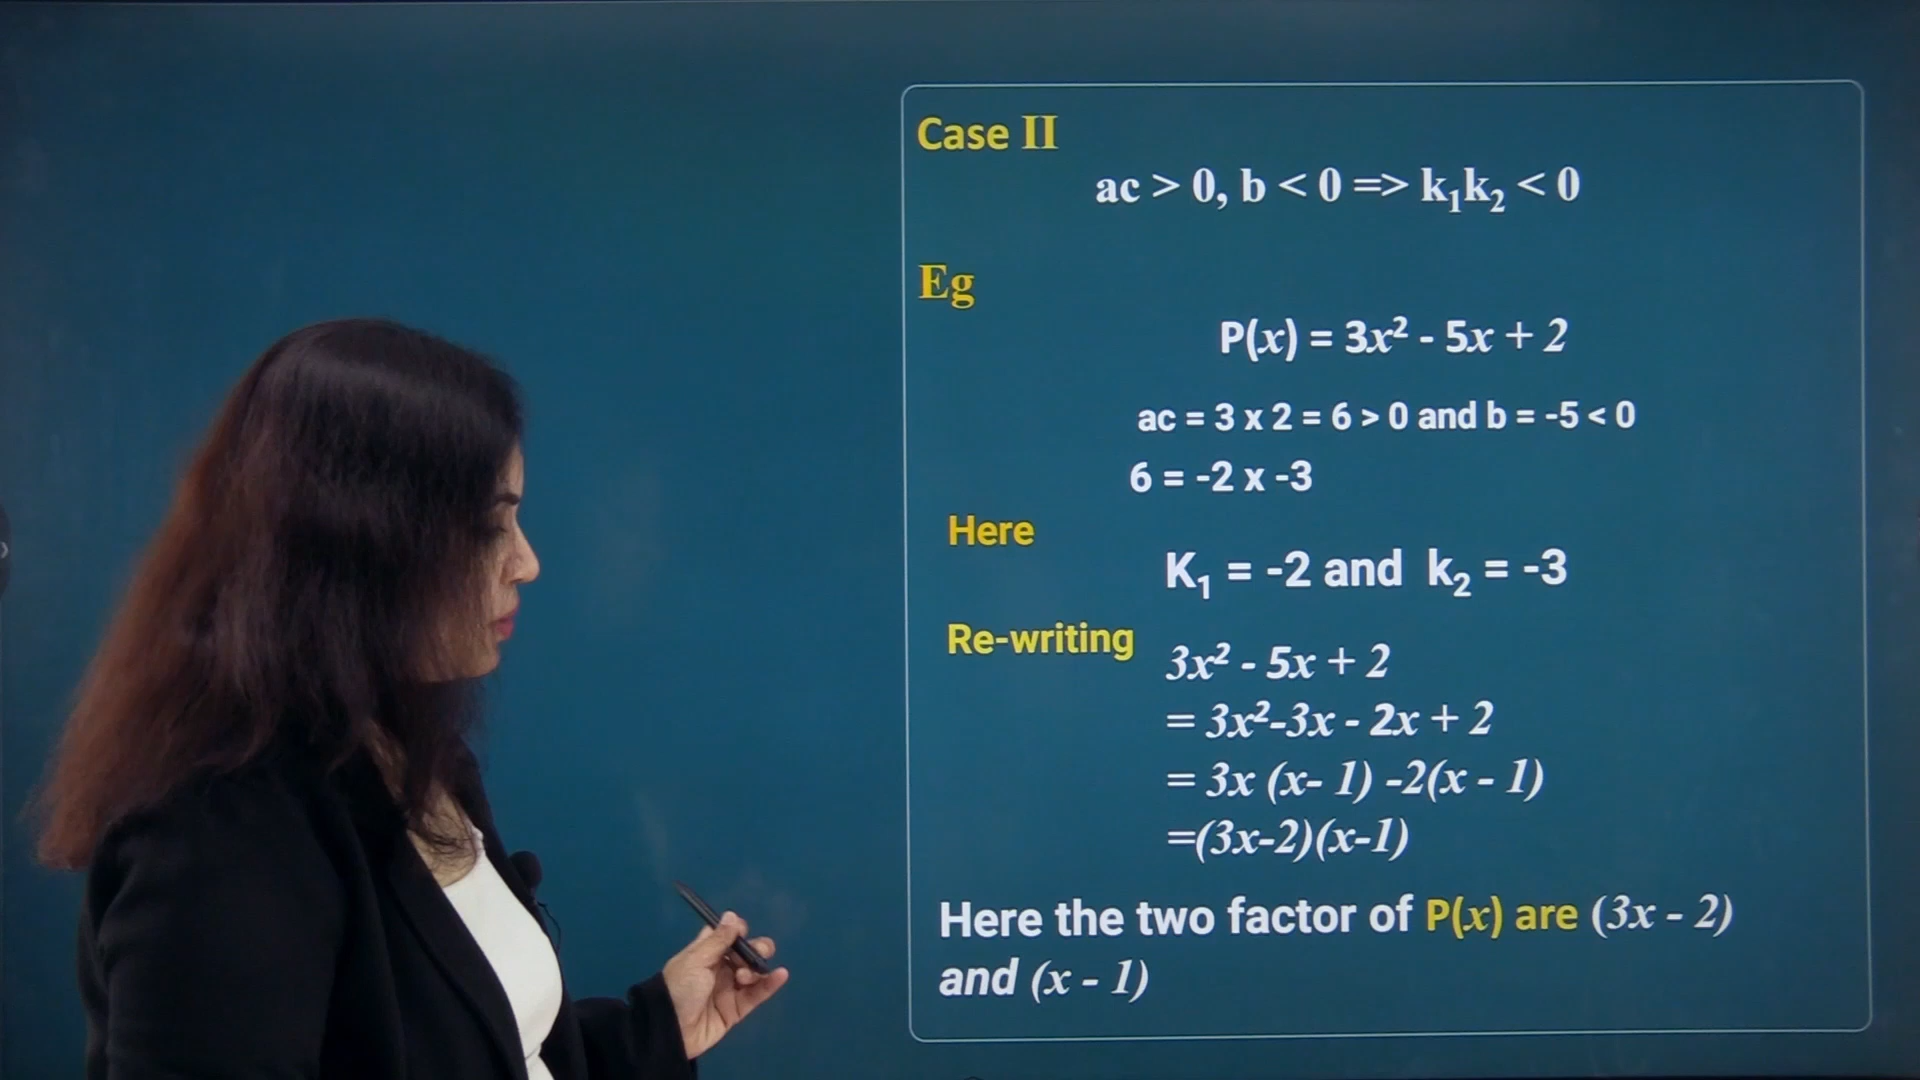 Case II
ac > 0, b < 0 => k₁k₂ < 0
Eg
P(x) = 3x² - 5x + 2
ac = 3 x 2 = 6 > 0 and b = -5 < 0
6 = -2 x -3
Here
K₁ = -2 and k₂ = -3
Re-writing
3x² - 5x + 2
= 3x²-3x - 2x + 2
= 3x (x- 1) -2(x - 1)
=(3x-2)(x-1)
Here the two factor of P(x) are (3x - 2)
and (x - 1)